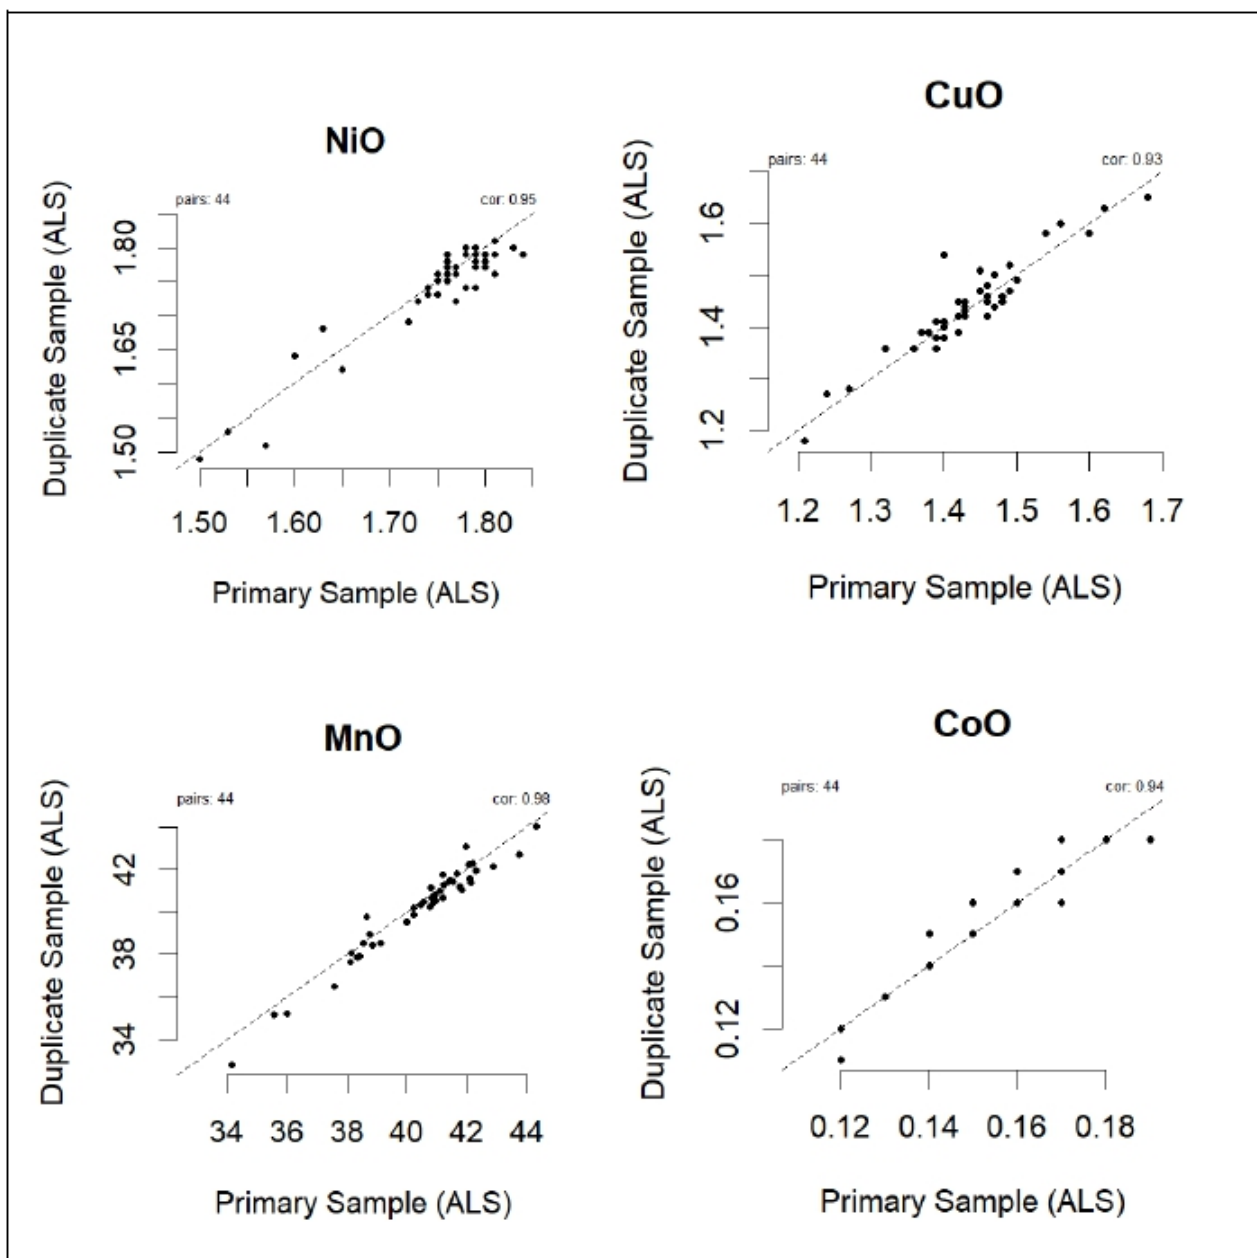 NiO
pairs: 44 cor: 0.95
Duplicate Sample (ALS)
1.80
1.65
1.50
1.50 1.60 1.70 1.80
Primary Sample (ALS)
CuO
pairs: 44 cor: 0.93
Duplicate Sample (ALS)
1.6
1.4
1.2
1.2 1.3 1.4 1.5 1.6 1.7
Primary Sample (ALS)
MnO
pairs: 44 cor: 0.98
Duplicate Sample (ALS)
42
38
34
34 36 38 40 42 44
Primary Sample (ALS)
CoO
pairs: 44 cor: 0.94
Duplicate Sample (ALS)
0.16
0.12
0.12 0.14 0.16 0.18
Primary Sample (ALS)